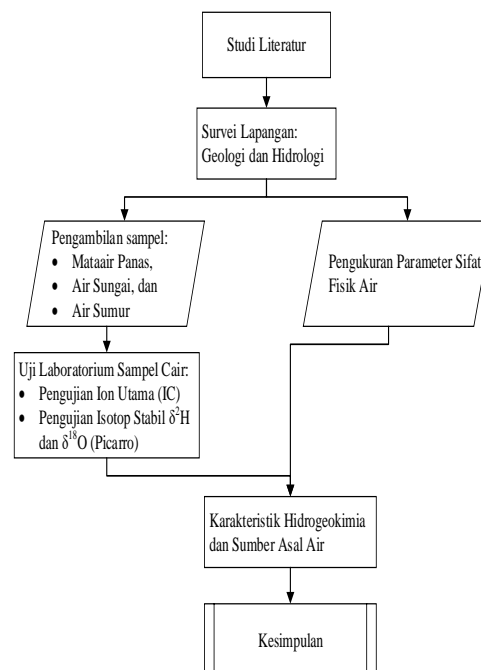 Studi Literatur
Survei Lapangan:
Geologi dan Hidrologi
Pengambilan sampel:
• Mataair Panas,
• Air Sungai, dan
• Air Sumur
Pengukuran Parameter Sifat
Fisik Air
Uji Laboratorium Sampel Cair:
• Pengujian Ion Utama (IC)
• Pengujian Isotop Stabil δ²H
dan δ¹⁸O (Picarro)
Karakteristik Hidrogeokimia
dan Sumber Asal Air
Kesimpulan